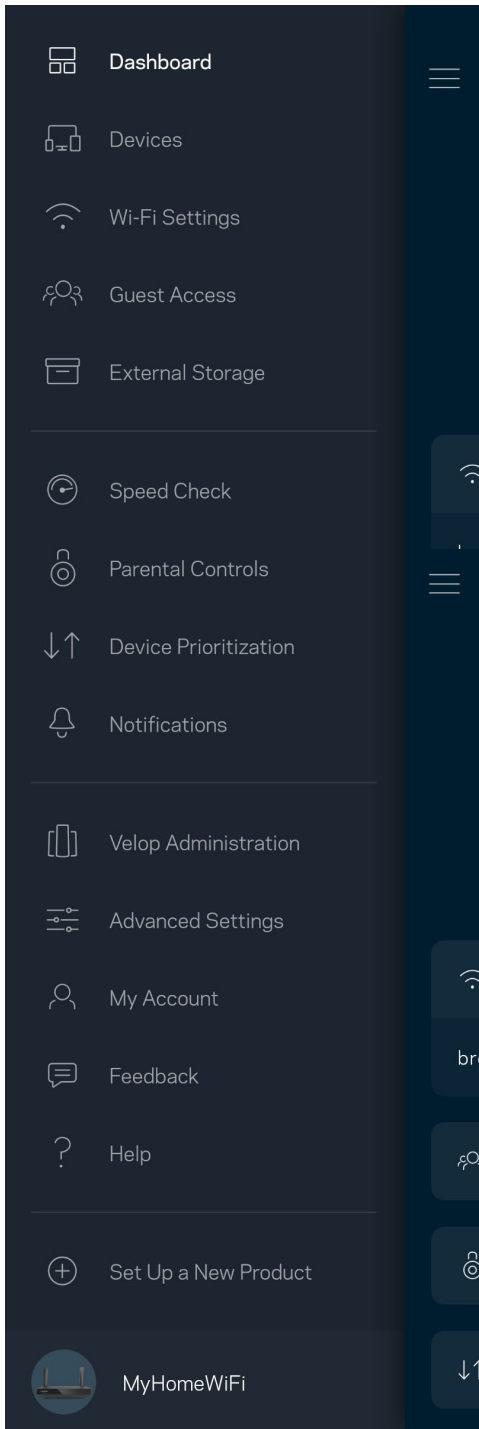 Dashboard
Devices
Wi-Fi Settings
Guest Access
External Storage
Speed Check
Parental Controls
Device Prioritization
Notifications
Velop Administration
Advanced Settings
My Account
Feedback
Help
Set Up a New Product
MyHomeWiFi